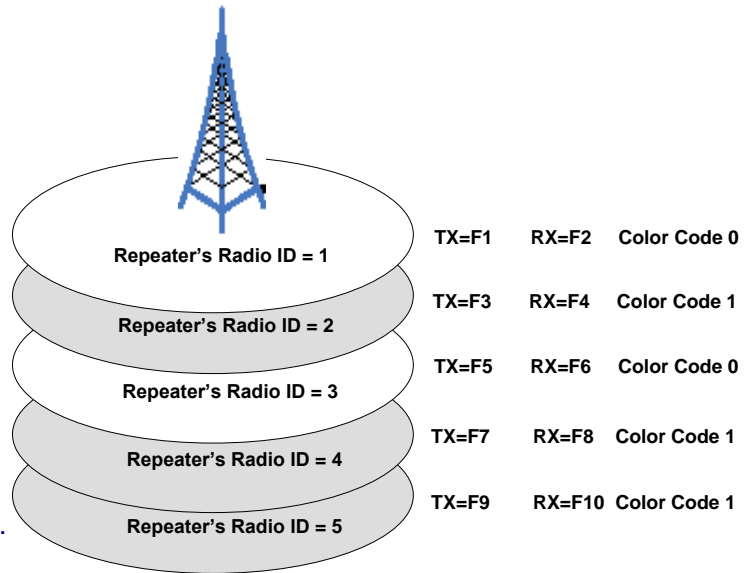 Repeater's Radio ID = 1
TX=F1 RX=F2 Color Code 0
Repeater's Radio ID = 2
TX=F3 RX=F4 Color Code 1
Repeater's Radio ID = 3
TX=F5 RX=F6 Color Code 0
Repeater's Radio ID = 4
TX=F7 RX=F8 Color Code 1
Repeater's Radio ID = 5
TX=F9 RX=F10 Color Code 1
.